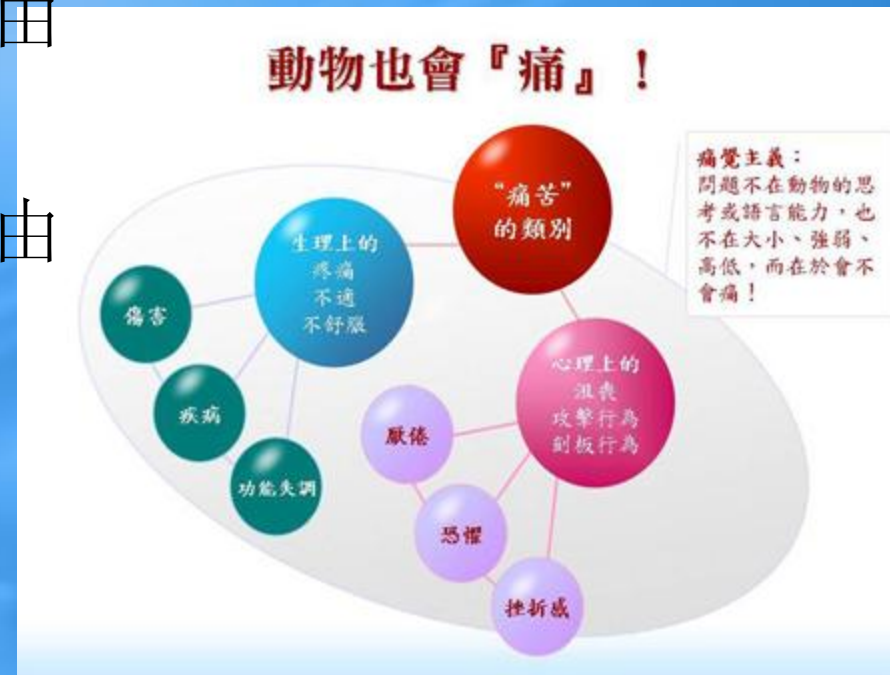 由
由
動物也會『痛』！
“痛苦”
的類別
痛覺主義：
問題不在動物的思
考或語言能力，也
不在大小、強弱、
高低，而在於會不
會痛！
生理上的
疼痛
不適
不舒服
傷害
疾病
功能失調
心理上的
沮喪
攻擊行為
刻板行為
厭倦
恐懼
挫折感